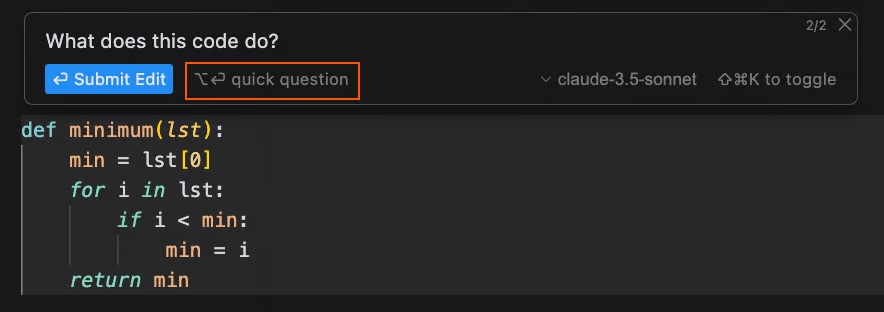 2/2
What does this code do?
⏎ Submit Edit ⌥⏎ quick question claude-3.5-sonnet ⇧⌘K to toggle
def minimum(lst):
    min = lst[0]
    for i in lst:
        if i < min:
            min = i
    return min